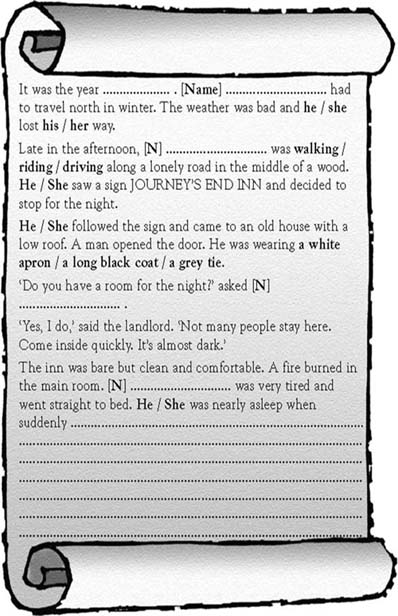 It was the year ..................... . [Name] ............................... had
to travel north in winter. The weather was bad and he / she
lost his / her way.
Late in the afternoon, [N] ............................... was walking /
riding / driving along a lonely road in the middle of a wood.
He / She saw a sign JOURNEY'S END INN and decided to
stop for the night.
He / She followed the sign and came to an old house with a
low roof. A man opened the door. He was wearing a white
apron / a long black coat / a grey tie.
'Do you have a room for the night?' asked [N]
............................... .
'Yes, I do,' said the landlord. 'Not many people stay here.
Come inside quickly. It's almost dark.'
The inn was bare but clean and comfortable. A fire burned in
the main room. [N] ............................... was very tired and
went straight to bed. He / She was nearly asleep when
suddenly ...............................................................................